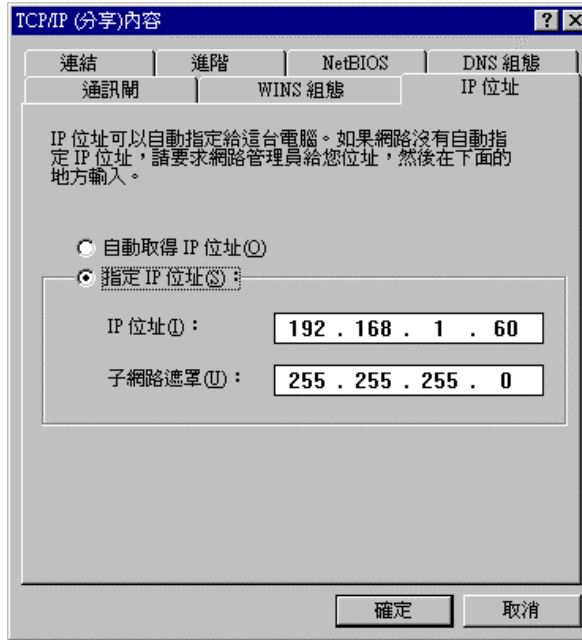 TCP/IP (分享)內容
連結 進階 NetBIOS DNS 組態
通訊閘 WINS 組態 IP 位址
IP 位址可以自動指定給這台電腦。如果網路沒有自動指
定 IP 位址，請要求網路管理員給您位址，然後在下面的
地方輸入。
自動取得 IP 位址(O)
指定 IP 位址(S)：
IP 位址(I)： 192 . 168 . 1 . 60
子網路遮罩(U)： 255 . 255 . 255 . 0
確定 取消